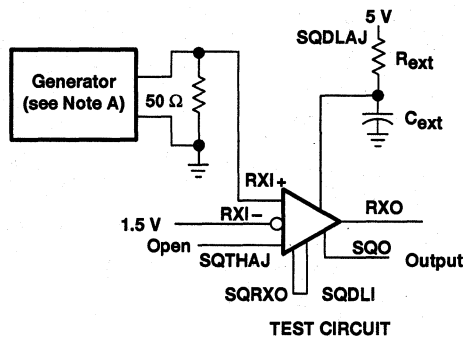 5 V
SQDLAJ
Rext
Generator
(see Note A)
50 Ω
Cext
RXI+
1.5 V
RXI−
RXO
Open
SQTHAJ
SQO
Output
SQRXO
SQDLI
TEST CIRCUIT